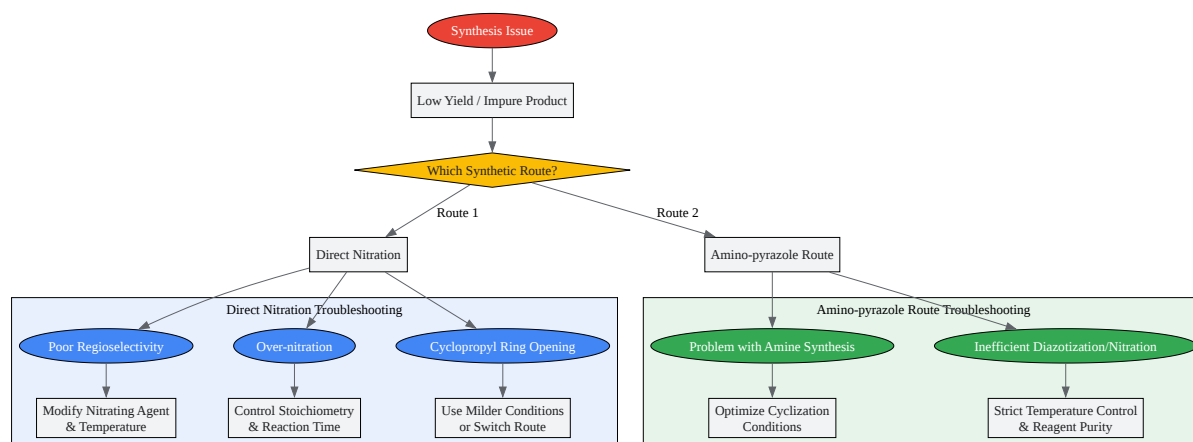 Synthesis Issue
Low Yield / Impure Product
Which Synthetic Route?
Route 1
Route 2
Direct Nitration
Amino-pyrazole Route
Direct Nitration Troubleshooting
Amino-pyrazole Route Troubleshooting
Poor Regioselectivity
Over-nitration
Cyclopropyl Ring Opening
Problem with Amine Synthesis
Inefficient Diazotization/Nitration
Modify Nitrating Agent
& Temperature
Control Stoichiometry
& Reaction Time
Use Milder Conditions
or Switch Route
Optimize Cyclization
Conditions
Strict Temperature Control
& Reagent Purity